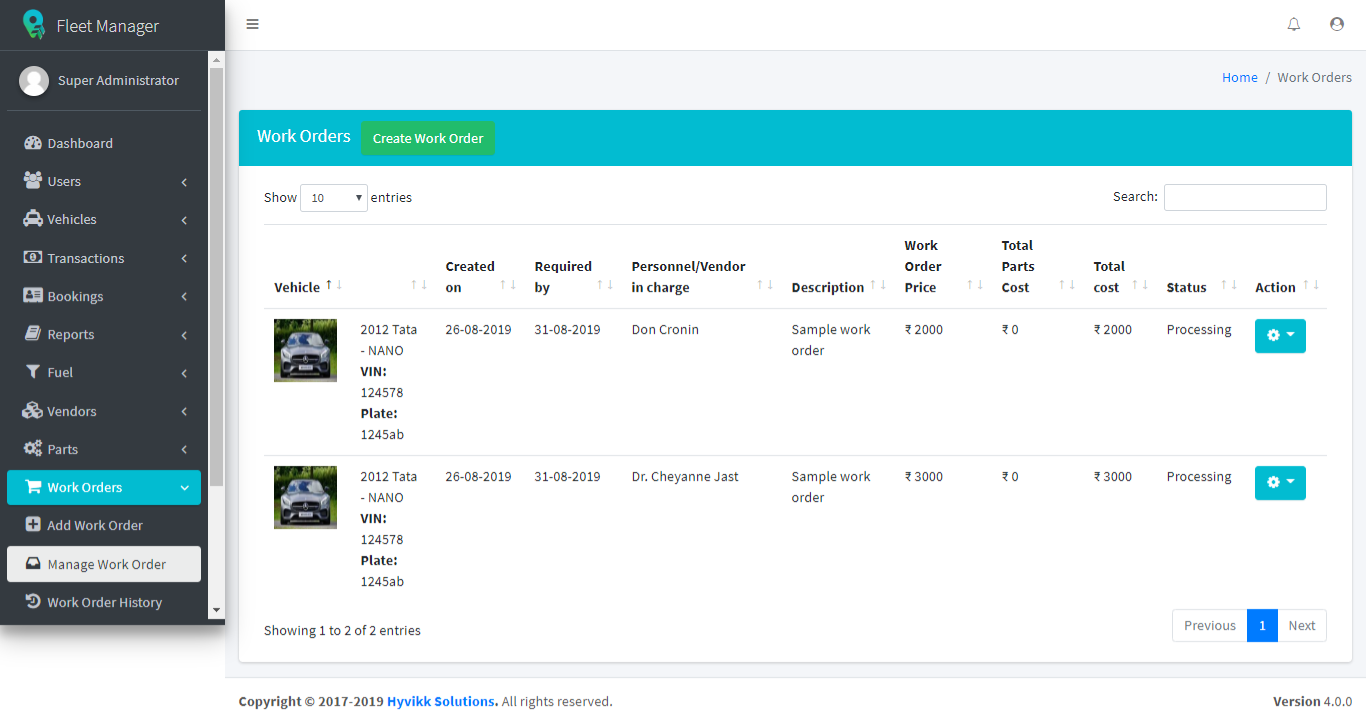 Fleet Manager
Super Administrator
Dashboard
Users
Vehicles
Transactions
Bookings
Reports
Fuel
Vendors
Parts
Work Orders
Add Work Order
Manage Work Order
Work Order History
Home / Work Orders
Work Orders Create Work Order
Show 10 entries
Search:
Vehicle Created on Required by Personnel/Vendor in charge Description Work Order Price Total Parts Cost Total cost Status Action
2012 Tata 26-08-2019 31-08-2019 Don Cronin Sample work ₹ 2000 ₹ 0 ₹ 2000 Processing
- NANO order
VIN:
124578
Plate:
1245ab
2012 Tata 26-08-2019 31-08-2019 Dr. Cheyanne Jast Sample work ₹ 3000 ₹ 0 ₹ 3000 Processing
- NANO order
VIN:
124578
Plate:
1245ab
Showing 1 to 2 of 2 entries
Previous 1 Next
Copyright © 2017-2019 Hyvikk Solutions. All rights reserved.
Version 4.0.0